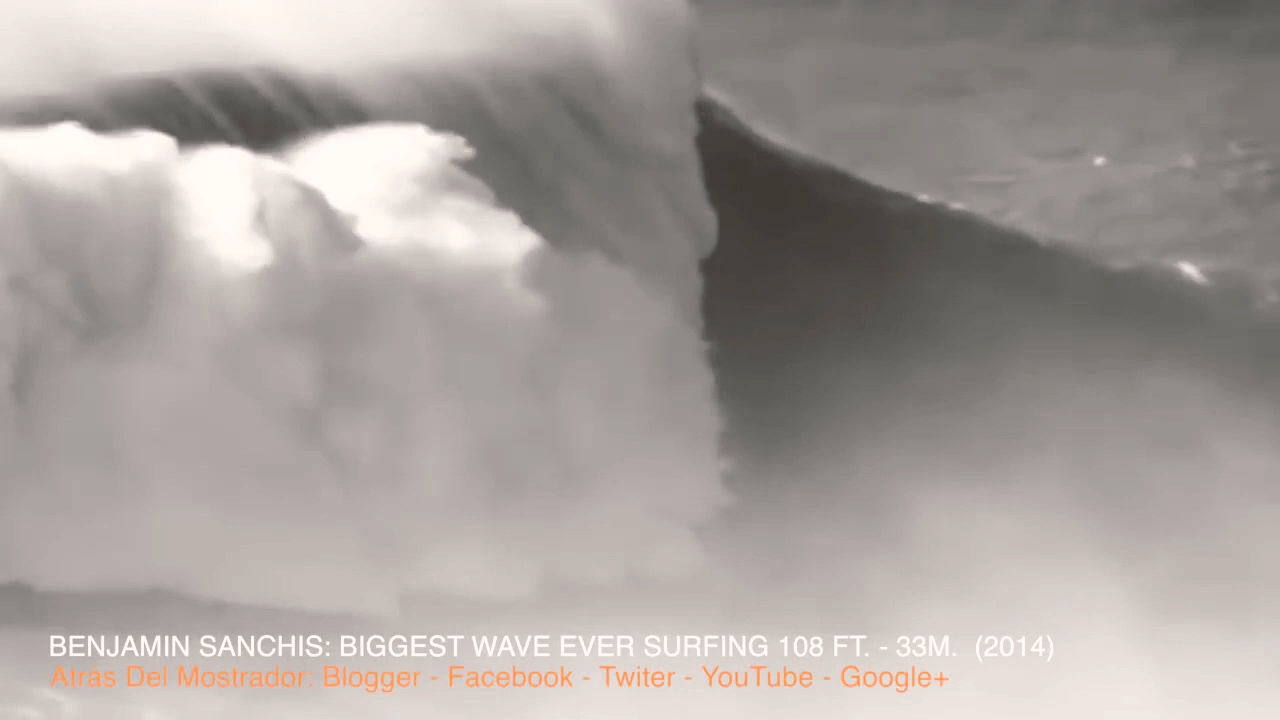 BENJAMIN SANCHIS: BIGGEST WAVE EVER SURFING 108 FT. - 33M. (2014)
Atrás Del Mostrador: Blogger - Facebook - Twiter - YouTube - Google+